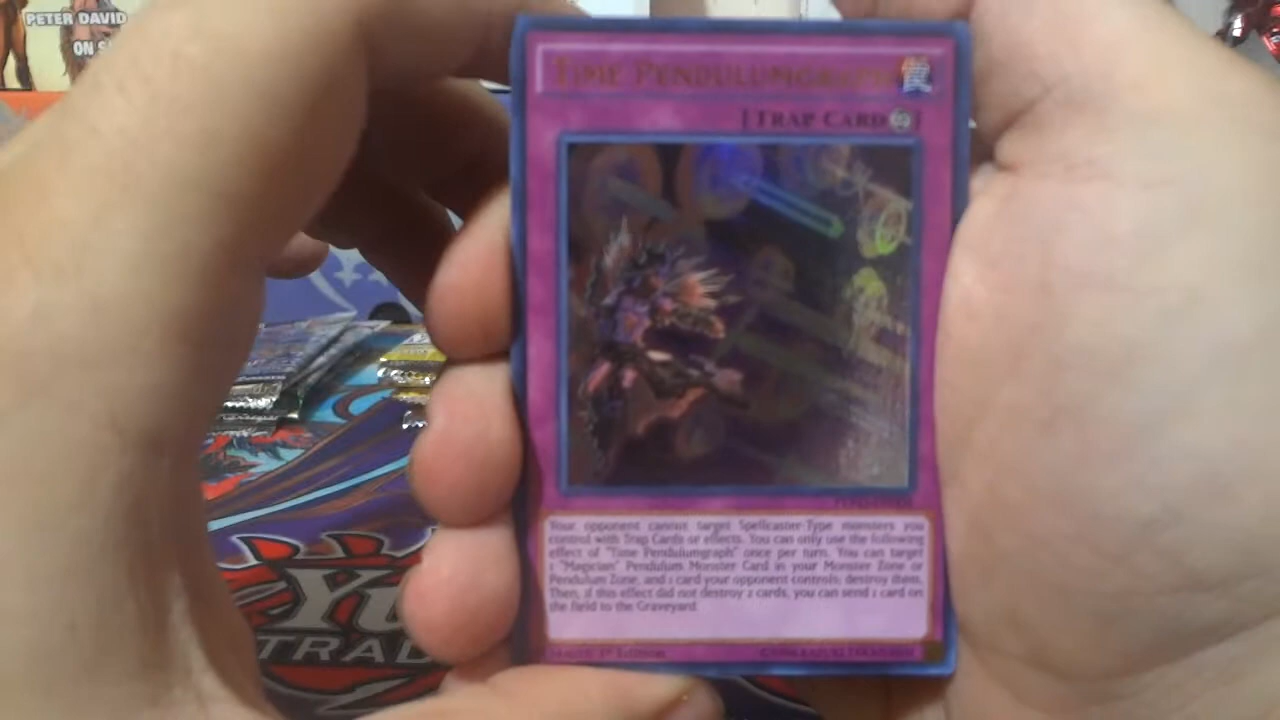 PETER DAVID
ON
TIME PENDULUMGRAPH
[TRAP CARD
Your opponent cannot target Spellcaster-Type monsters you
control with Trap Cards or effects. You can only use the following
effect of "Time Pendulumgraph" once per turn. You can target
1 "Magician" Pendulum Monster Card in your Monster Zone or
Pendulum Zone, and 1 card your opponent controls; destroy them.
Then, if this effect did not destroy 2 cards, you can send 1 card on
the field to the Graveyard.
1st Edition
YU
TRAD